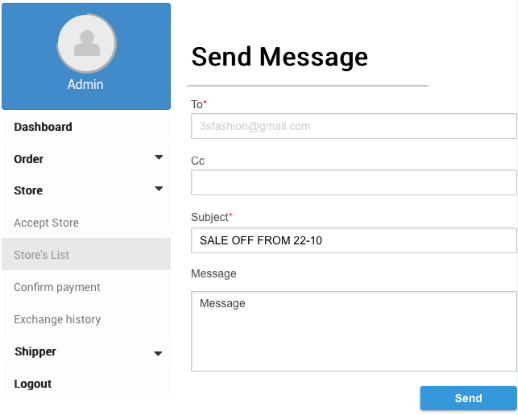 Admin
Dashboard
Order
Store
Accept Store
Store's List
Confirm payment
Exchange history
Shipper
Logout
Send Message
To*
3sfashion@gmail.com
Cc
Subject*
SALE OFF FROM 22-10
Message
Message
Send